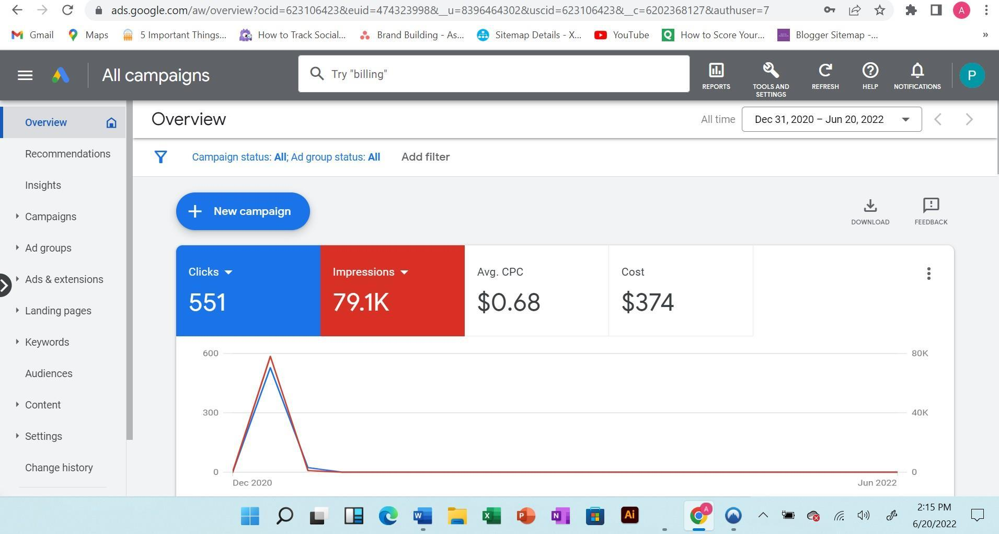 ads.google.com/aw/overview?ocid=623106423&euid=474323998&__u=8396464302&uscid=623106423&__c=6202368127&authuser=7
A
Gmail
Maps
5 Important Things...
How to Track Social...
Brand Building - As...
Sitemap Details - X...
YouTube
Q
How to Score Your...
Blogger Sitemap -...
»
All campaigns
Try "billing"
REPORTS
TOOLS AND
SETTINGS
REFRESH
HELP
NOTIFICATIONS
P
Overview
Recommendations
Insights
Campaigns
Ad groups
Ads & extensions
Landing pages
Keywords
Audiences
Content
Settings
Change history
Overview
All time
Dec 31, 2020 – Jun 20, 2022
Campaign status: All; Ad group status: All
Add filter
New campaign
DOWNLOAD
FEEDBACK
Clicks
551
Impressions
79.1K
Avg. CPC
$0.68
Cost
$374
600
80K
300
40K
0
0
Dec 2020
Jun 2022
W
X
P
N
Ai
A
2:15 PM
6/20/2022